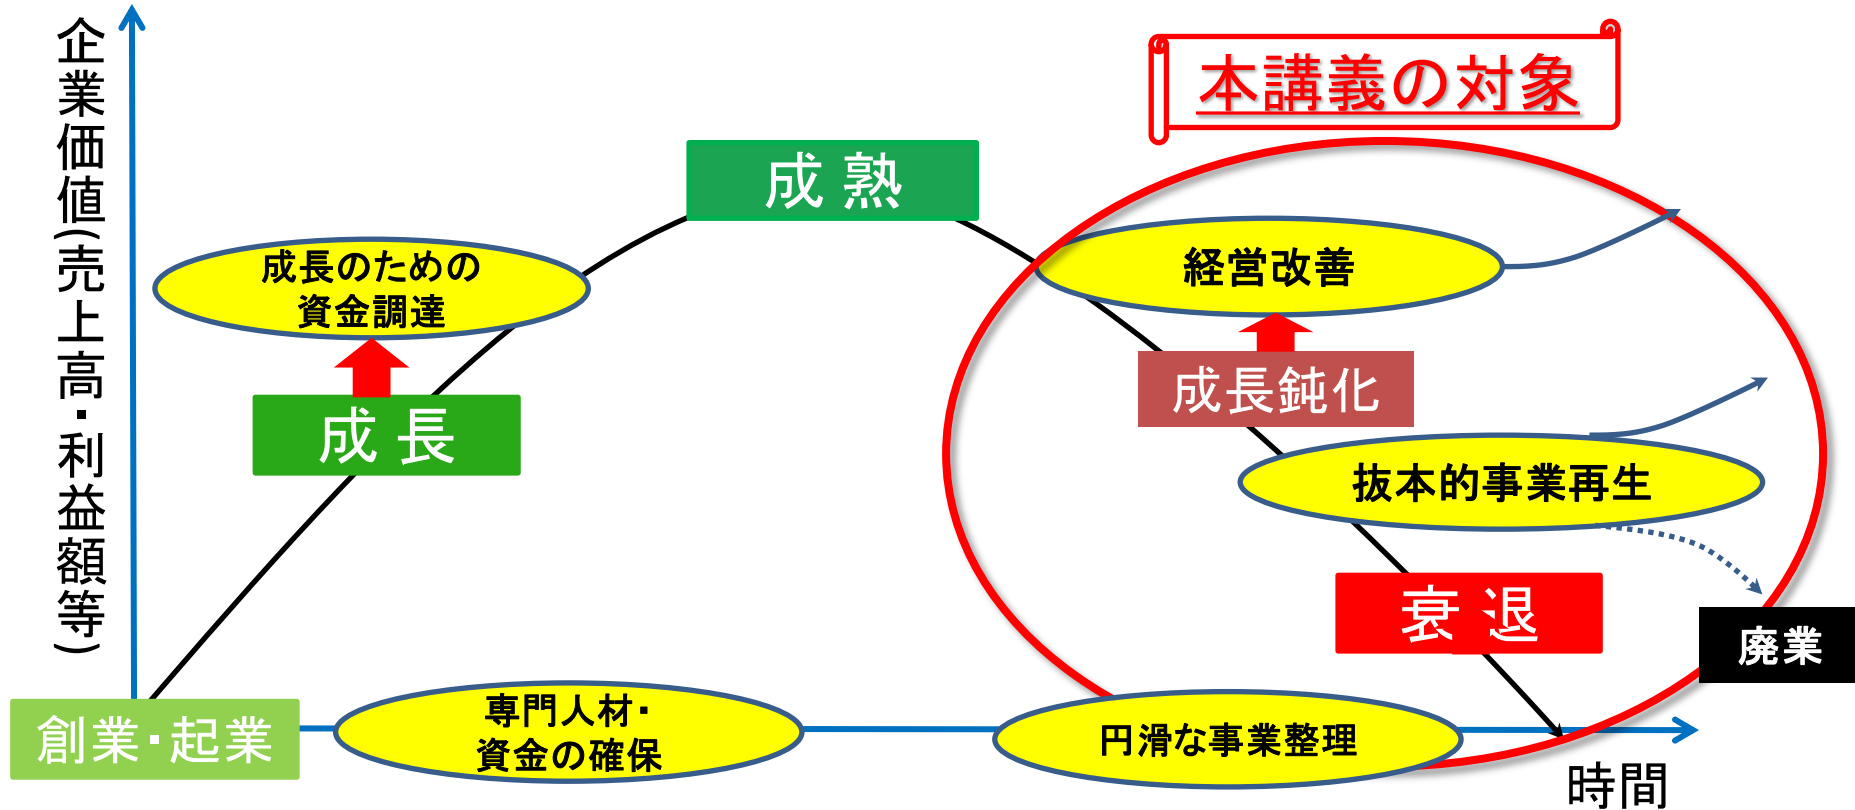 企業価値(売上高・利益額等)
本講義の対象
成 熟
成長のための
資金調達
経営改善
成 長
成長鈍化
抜本的事業再生
衰 退
廃業
創業・起業
専門人材・
資金の確保
円滑な事業整理
時間